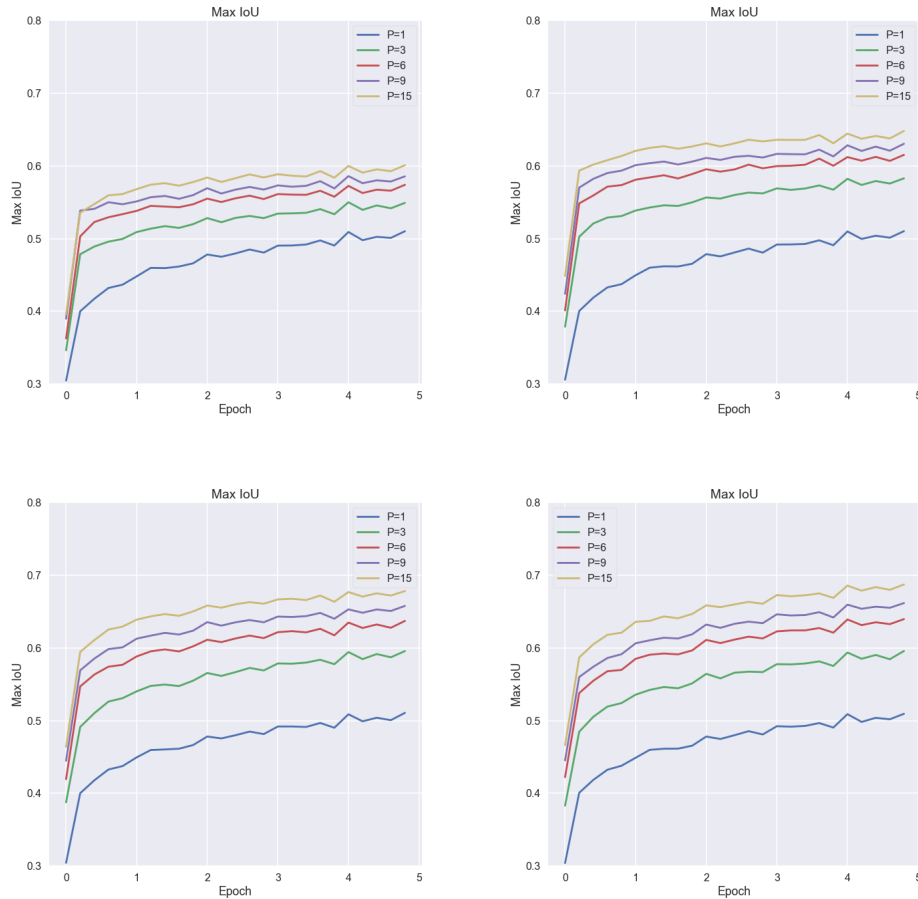 Max IoU
0.8
0.7
0.6
0.5
0.4
0.3
Max IoU
P=1
P=3
P=6
P=9
P=15
0 1 2 3 4 5
Epoch
Max IoU
0.8
0.7
0.6
0.5
0.4
0.3
Max IoU
P=1
P=3
P=6
P=9
P=15
0 1 2 3 4 5
Epoch
Max IoU
0.8
0.7
0.6
0.5
0.4
0.3
Max IoU
P=1
P=3
P=6
P=9
P=15
0 1 2 3 4 5
Epoch
Max IoU
0.8
0.7
0.6
0.5
0.4
0.3
Max IoU
P=1
P=3
P=6
P=9
P=15
0 1 2 3 4 5
Epoch